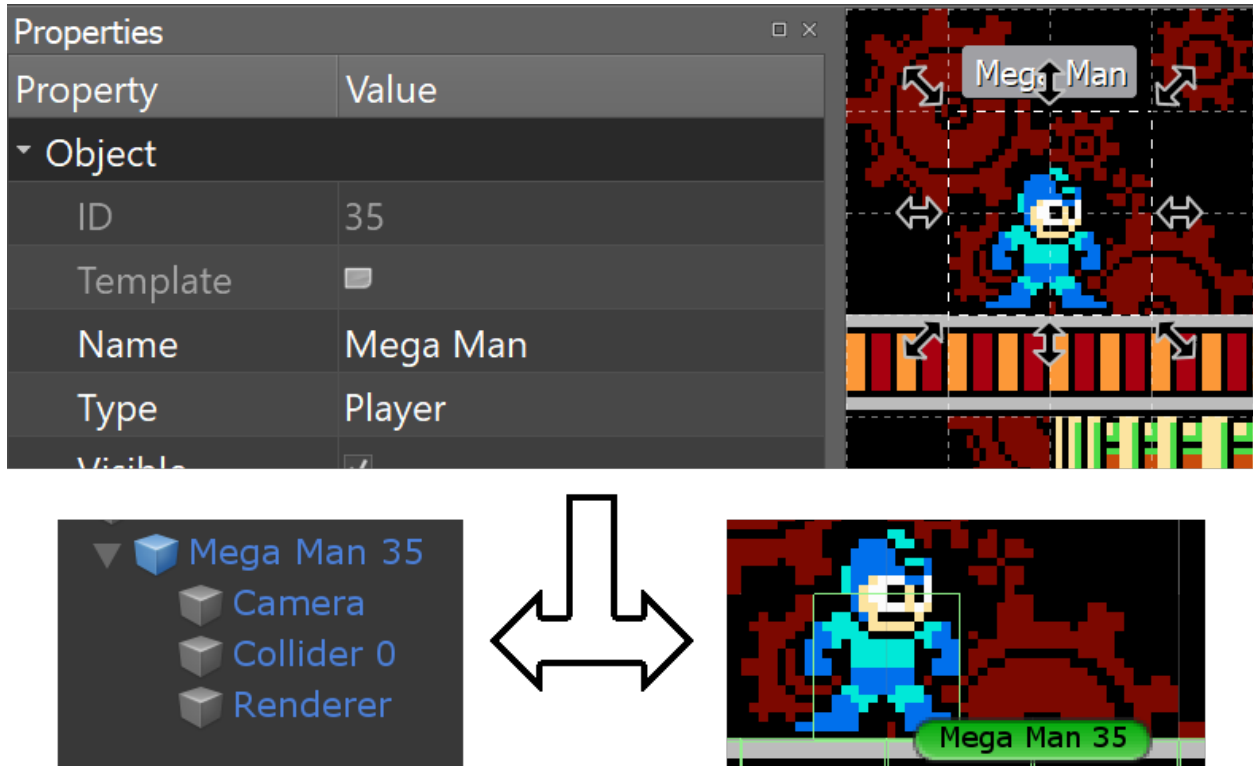 Properties
Property Value
Object
ID 35
Template
Name Mega Man
Type Player
Visible
Mega Man
Mega Man 35
Camera
Collider 0
Renderer
Mega Man 35